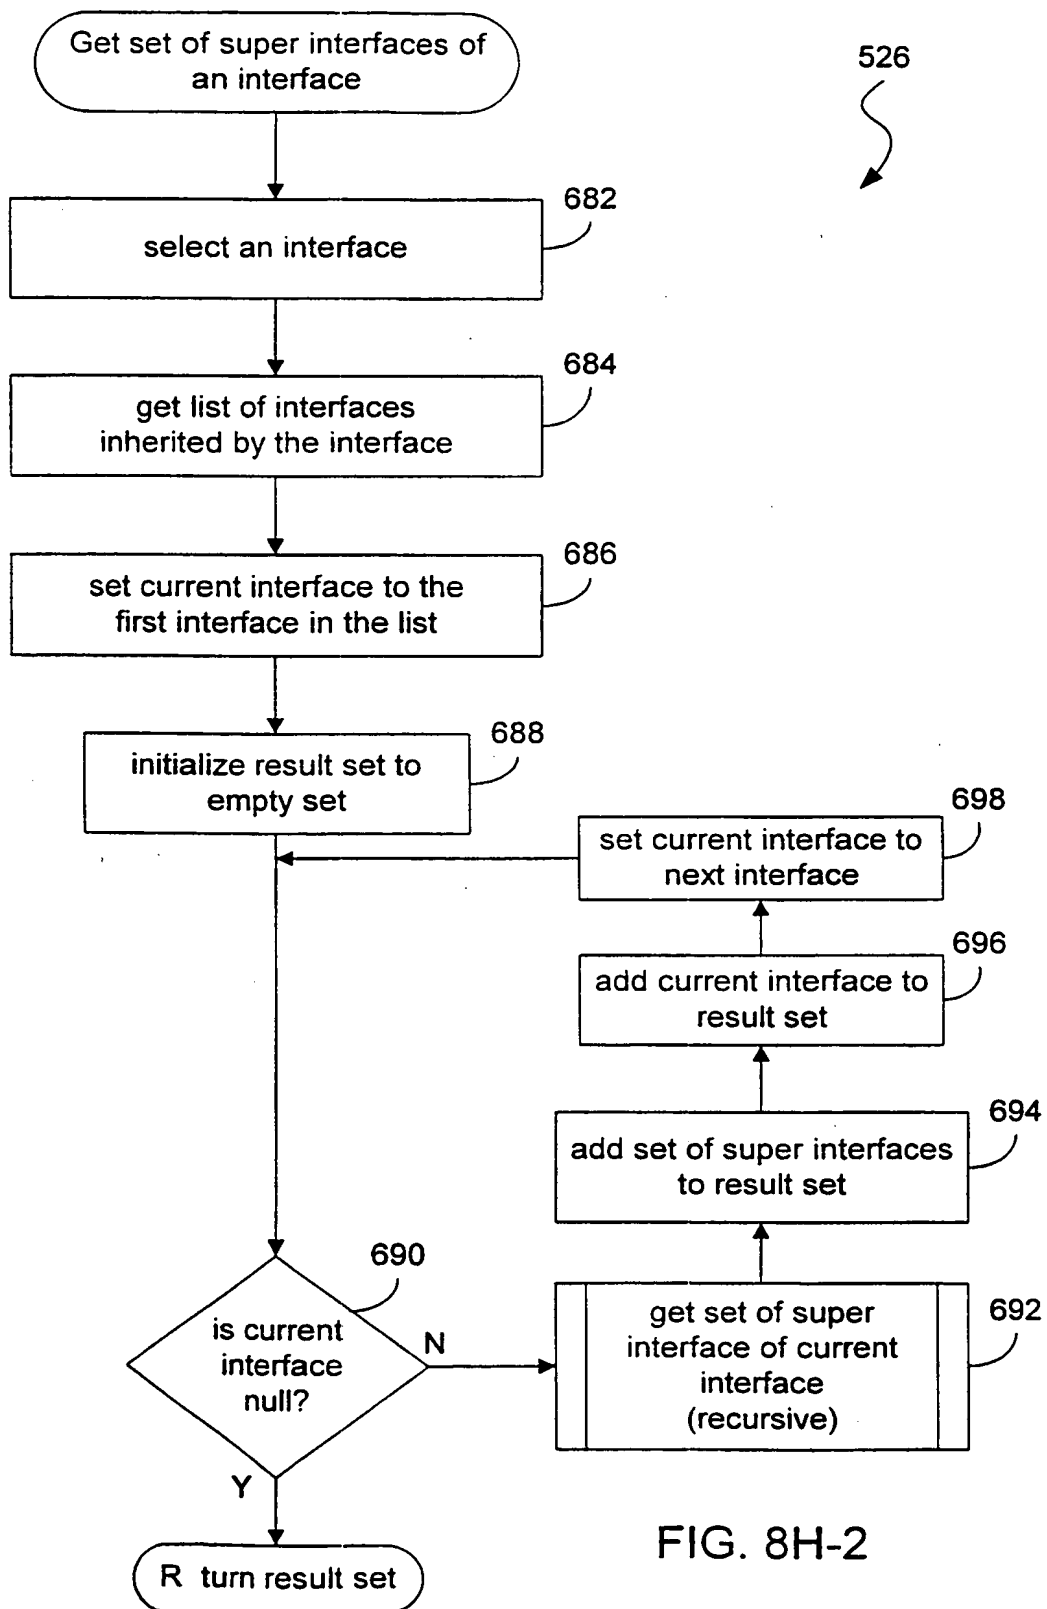 Get set of super interfaces of
an interface
526
682
select an interface
684
get list of interfaces
inherited by the interface
686
set current interface to the
first interface in the list
688
initialize result set to
empty set
698
set current interface to
next interface
696
add current interface to
result set
694
add set of super interfaces
to result set
690
is current
interface
null?
N
Y
692
get set of super
interface of current
interface
(recursive)
R turn result set
FIG. 8H-2